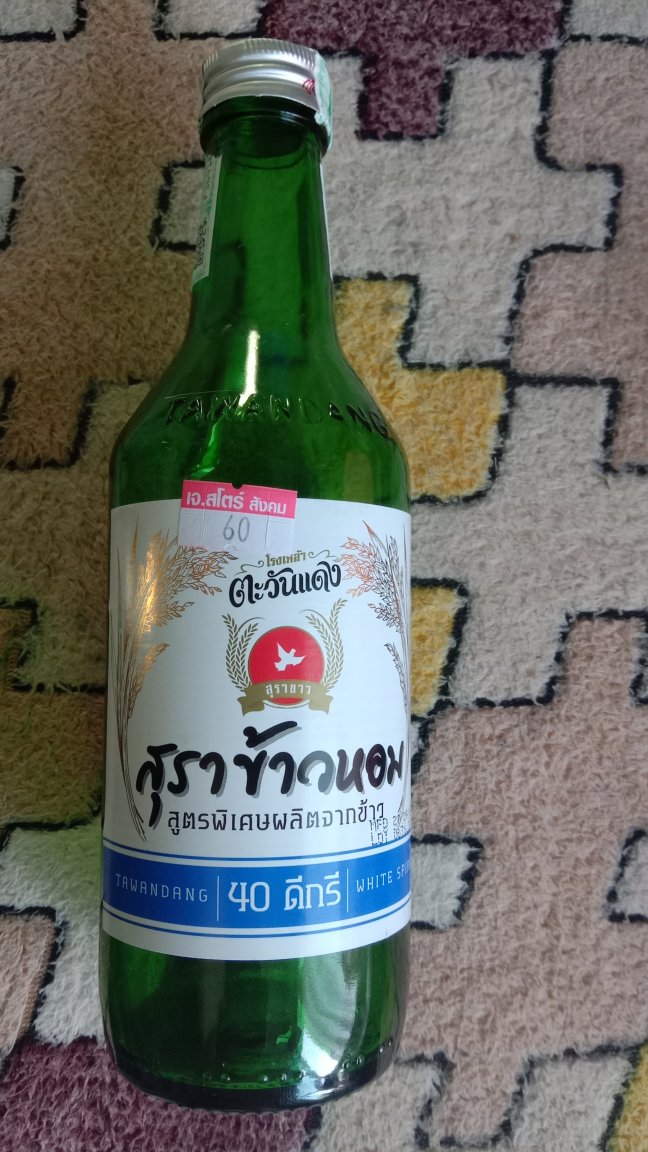 TAWANDANG
เจ.สโตร์ สังคม
60
โรงเหล้า
ตะวันแดง
สุราขาว
สุราข้าวหอม
สูตรพิเศษผลิตจากข้าว
TAWANDANG 40 ดีกรี WHITE